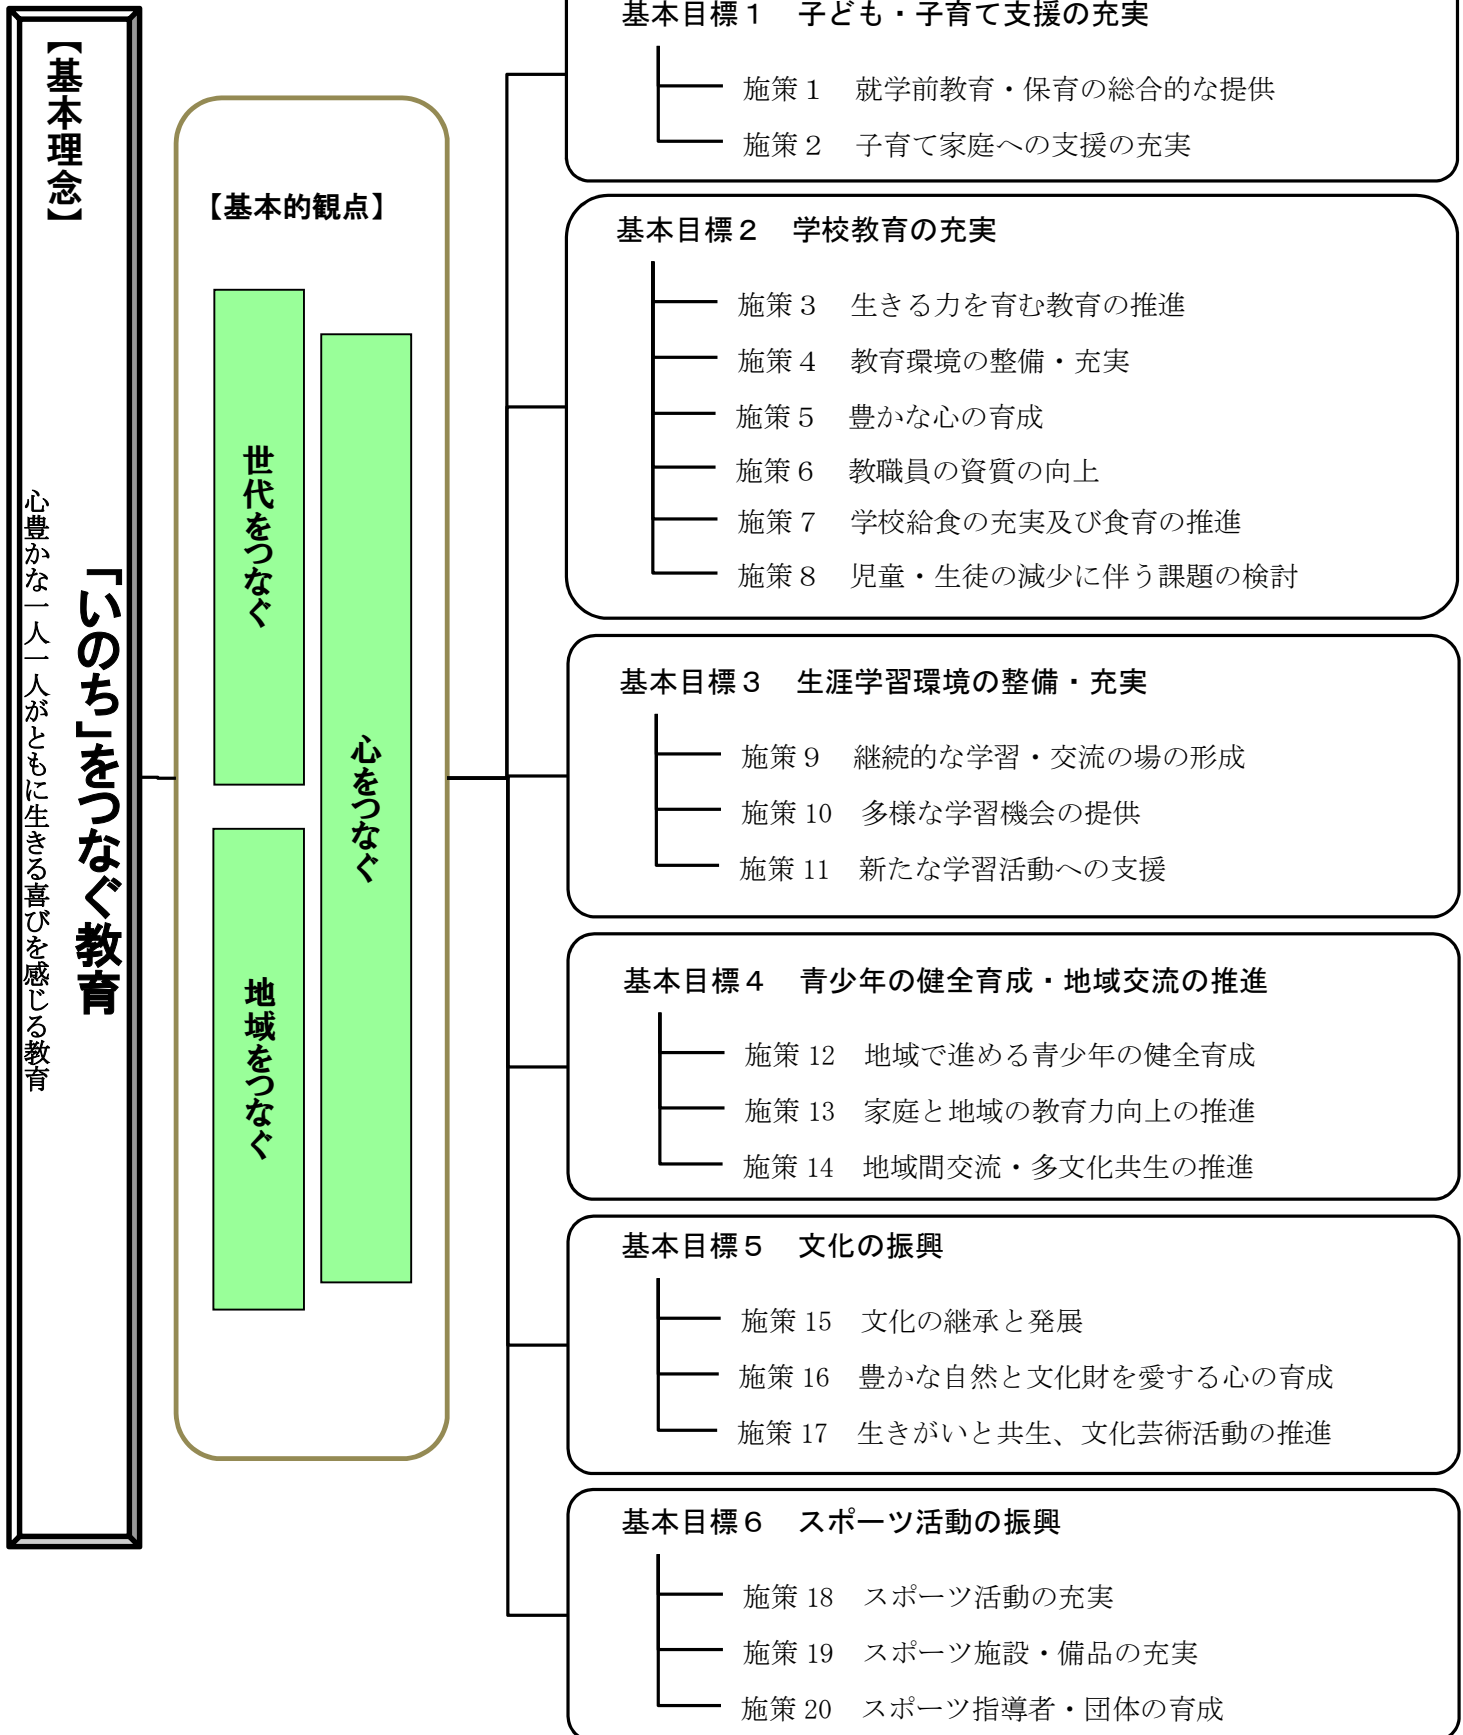 【基本理念】
「いのち」をつなぐ教育
心豊かな一人一人がともに生きる喜びを感じる教育
【基本的観点】
世代をつなぐ
地域をつなぐ
心をつなぐ
基本目標１　子ども・子育て支援の充実
施策１　就学前教育・保育の総合的な提供
施策２　子育て家庭への支援の充実
基本目標２　学校教育の充実
施策３　生きる力を育む教育の推進
施策４　教育環境の整備・充実
施策５　豊かな心の育成
施策６　教職員の資質の向上
施策７　学校給食の充実及び食育の推進
施策８　児童・生徒の減少に伴う課題の検討
基本目標３　生涯学習環境の整備・充実
施策９　継続的な学習・交流の場の形成
施策 10　多様な学習機会の提供
施策 11　新たな学習活動への支援
基本目標４　青少年の健全育成・地域交流の推進
施策 12　地域で進める青少年の健全育成
施策 13　家庭と地域の教育力向上の推進
施策 14　地域間交流・多文化共生の推進
基本目標５　文化の振興
施策 15　文化の継承と発展
施策 16　豊かな自然と文化財を愛する心の育成
施策 17　生きがいと共生、文化芸術活動の推進
基本目標６　スポーツ活動の振興
施策 18　スポーツ活動の充実
施策 19　スポーツ施設・備品の充実
施策 20　スポーツ指導者・団体の育成